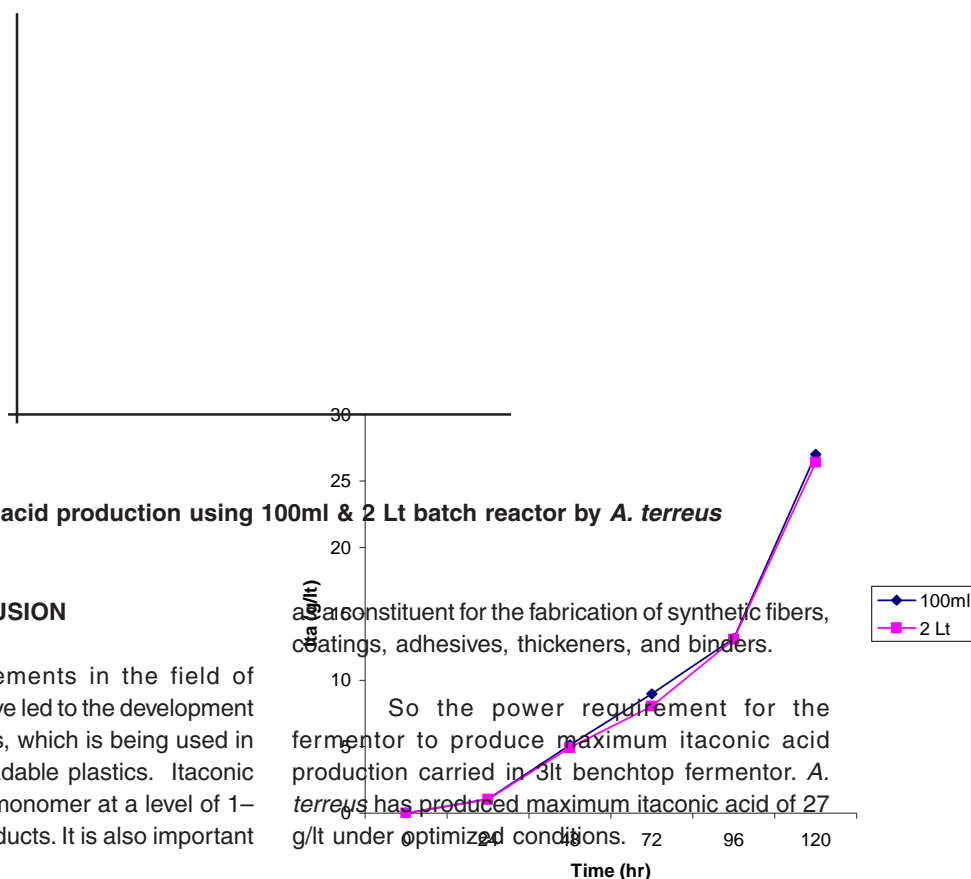 acid production using 100ml & 2 Lt batch reactor by A. terreus
USION
ements in the field of
ve led to the development
s, which is being used in
adable plastics. Itaconic
monomer at a level of 1–
ducts. It is also important
as a constituent for the fabrication of synthetic fibers,
coatings, adhesives, thickeners, and binders.
So the power requirement for the
fermentor to produce maximum itaconic acid
production carried in 3lt benchtop fermentor. A.
terreus has produced maximum itaconic acid of 27
g/lt under optimized conditions.
30
25
20
15
10
5
0
Ita (g/lt)
0 24 48 72 96 120
Time (hr)
100ml
2 Lt